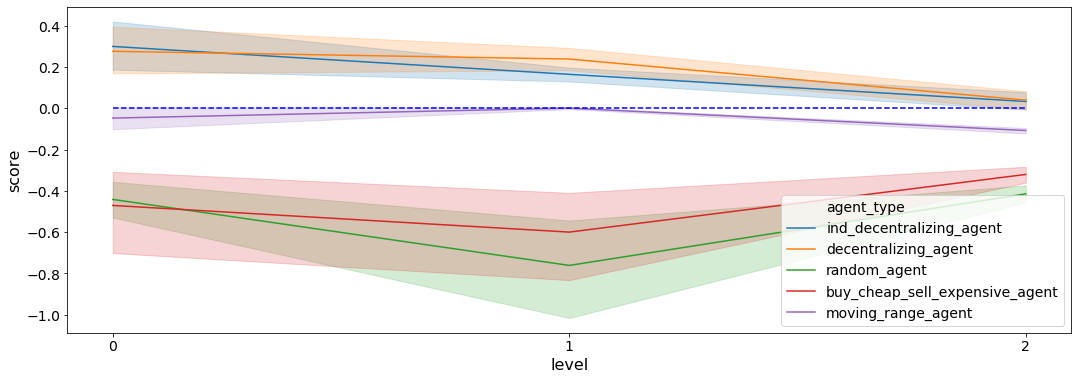 0.4
0.2
0.0
−0.2
−0.4
−0.6
−0.8
−1.0
score
0
1
2
level
agent_type
ind_decentralizing_agent
decentralizing_agent
random_agent
buy_cheap_sell_expensive_agent
moving_range_agent